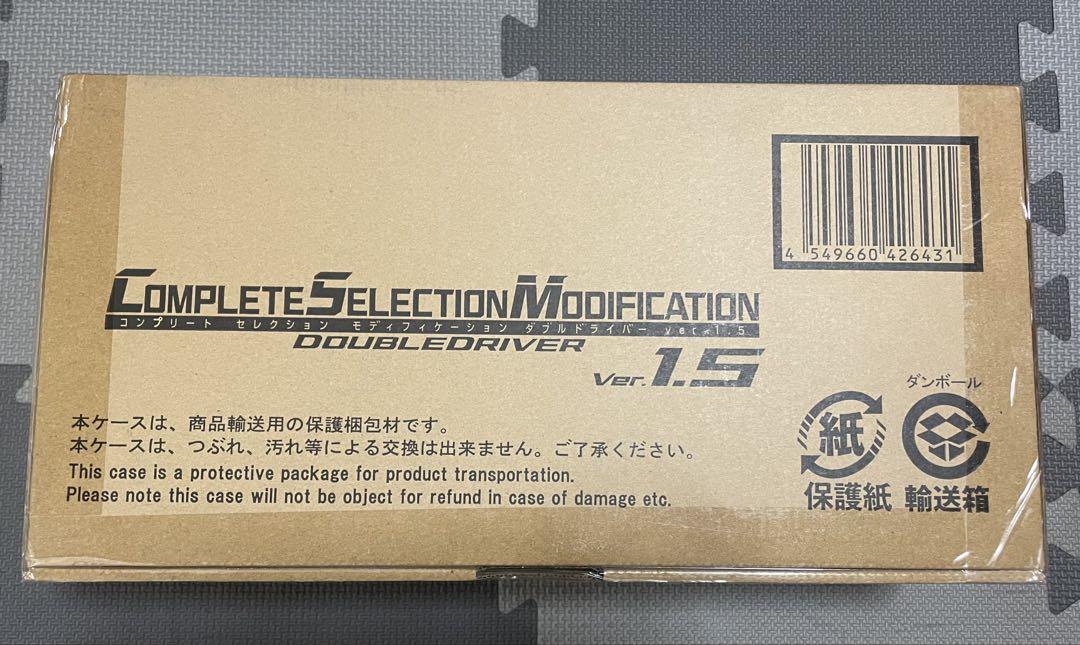 4 549660 426431
COMPLETE SELECTION MODIFICATION
コンプリート セレクション モディフィケーション ダブルドライバー ver.1.5
DOUBLEDRIVER
Ver.1.5
本ケースは、商品輸送用の保護梱包材です。
本ケースは、つぶれ、汚れ等による交換は出来ません。ご了承ください。
This case is a protective package for product transportation.
Please note this case will not be object for refund in case of damage etc.
ダンボール
紙
保護紙 輸送箱